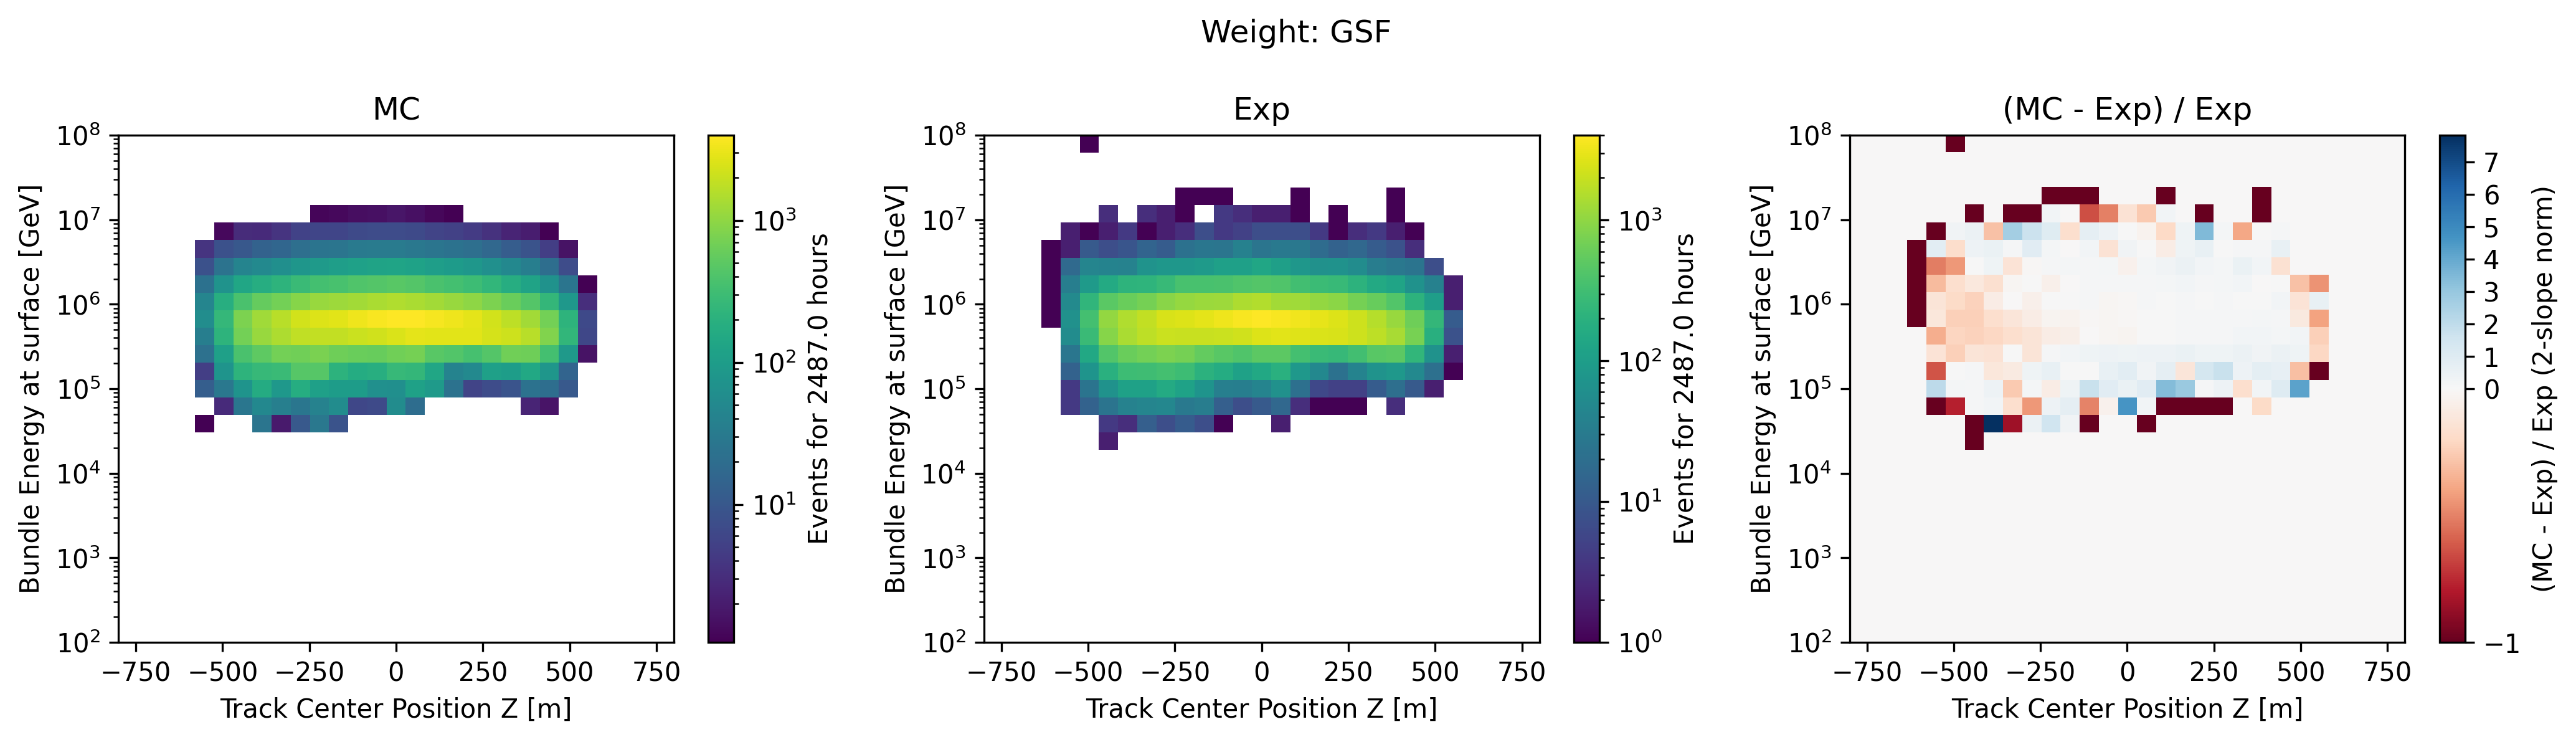 Weight: GSF
MC
Bundle Energy at surface [GeV]
10⁸
10⁷
10⁶
10⁵
10⁴
10³
10²
−750 −500 −250 0 250 500 750
Track Center Position Z [m]
10³
10²
10¹
Events for 2487.0 hours
Exp
Bundle Energy at surface [GeV]
10⁸
10⁷
10⁶
10⁵
10⁴
10³
10²
−750 −500 −250 0 250 500 750
Track Center Position Z [m]
10³
10²
10¹
10⁰
Events for 2487.0 hours
(MC - Exp) / Exp
Bundle Energy at surface [GeV]
10⁸
10⁷
10⁶
10⁵
10⁴
10³
10²
−750 −500 −250 0 250 500 750
Track Center Position Z [m]
7
6
5
4
3
2
1
0
−1
(MC - Exp) / Exp (2-slope norm)